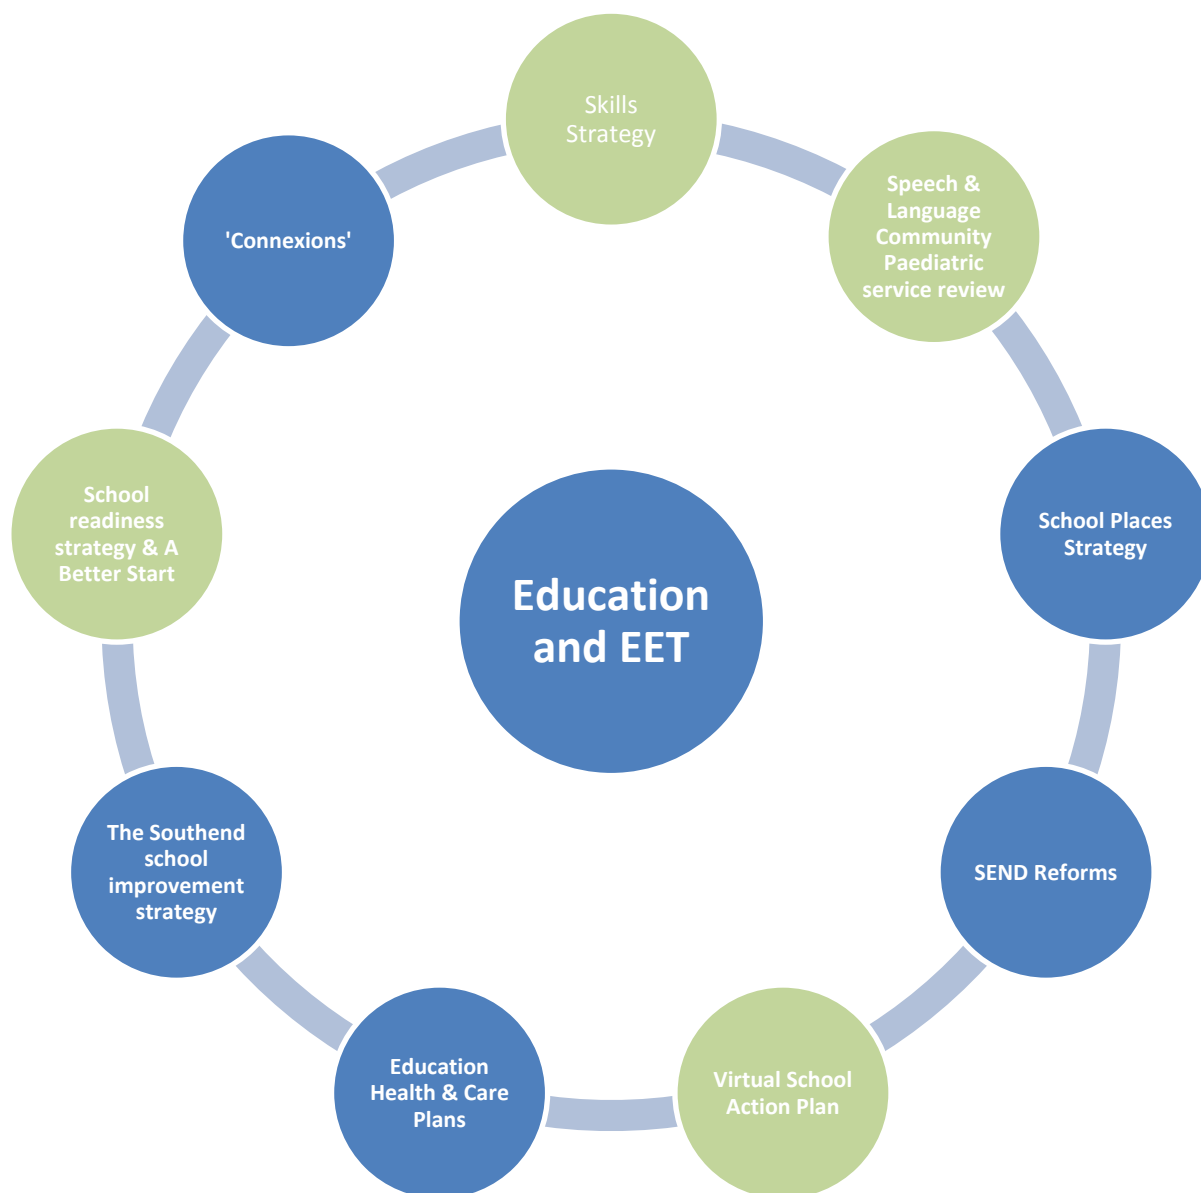 Skills
Strategy
Speech &
Language
Community
Paediatric
service review
'Connexions'
School Places
Strategy
School
readiness
strategy & A
Better Start
Education
and EET
SEND Reforms
The Southend
school
improvement
strategy
Virtual School
Action Plan
Education
Health & Care
Plans